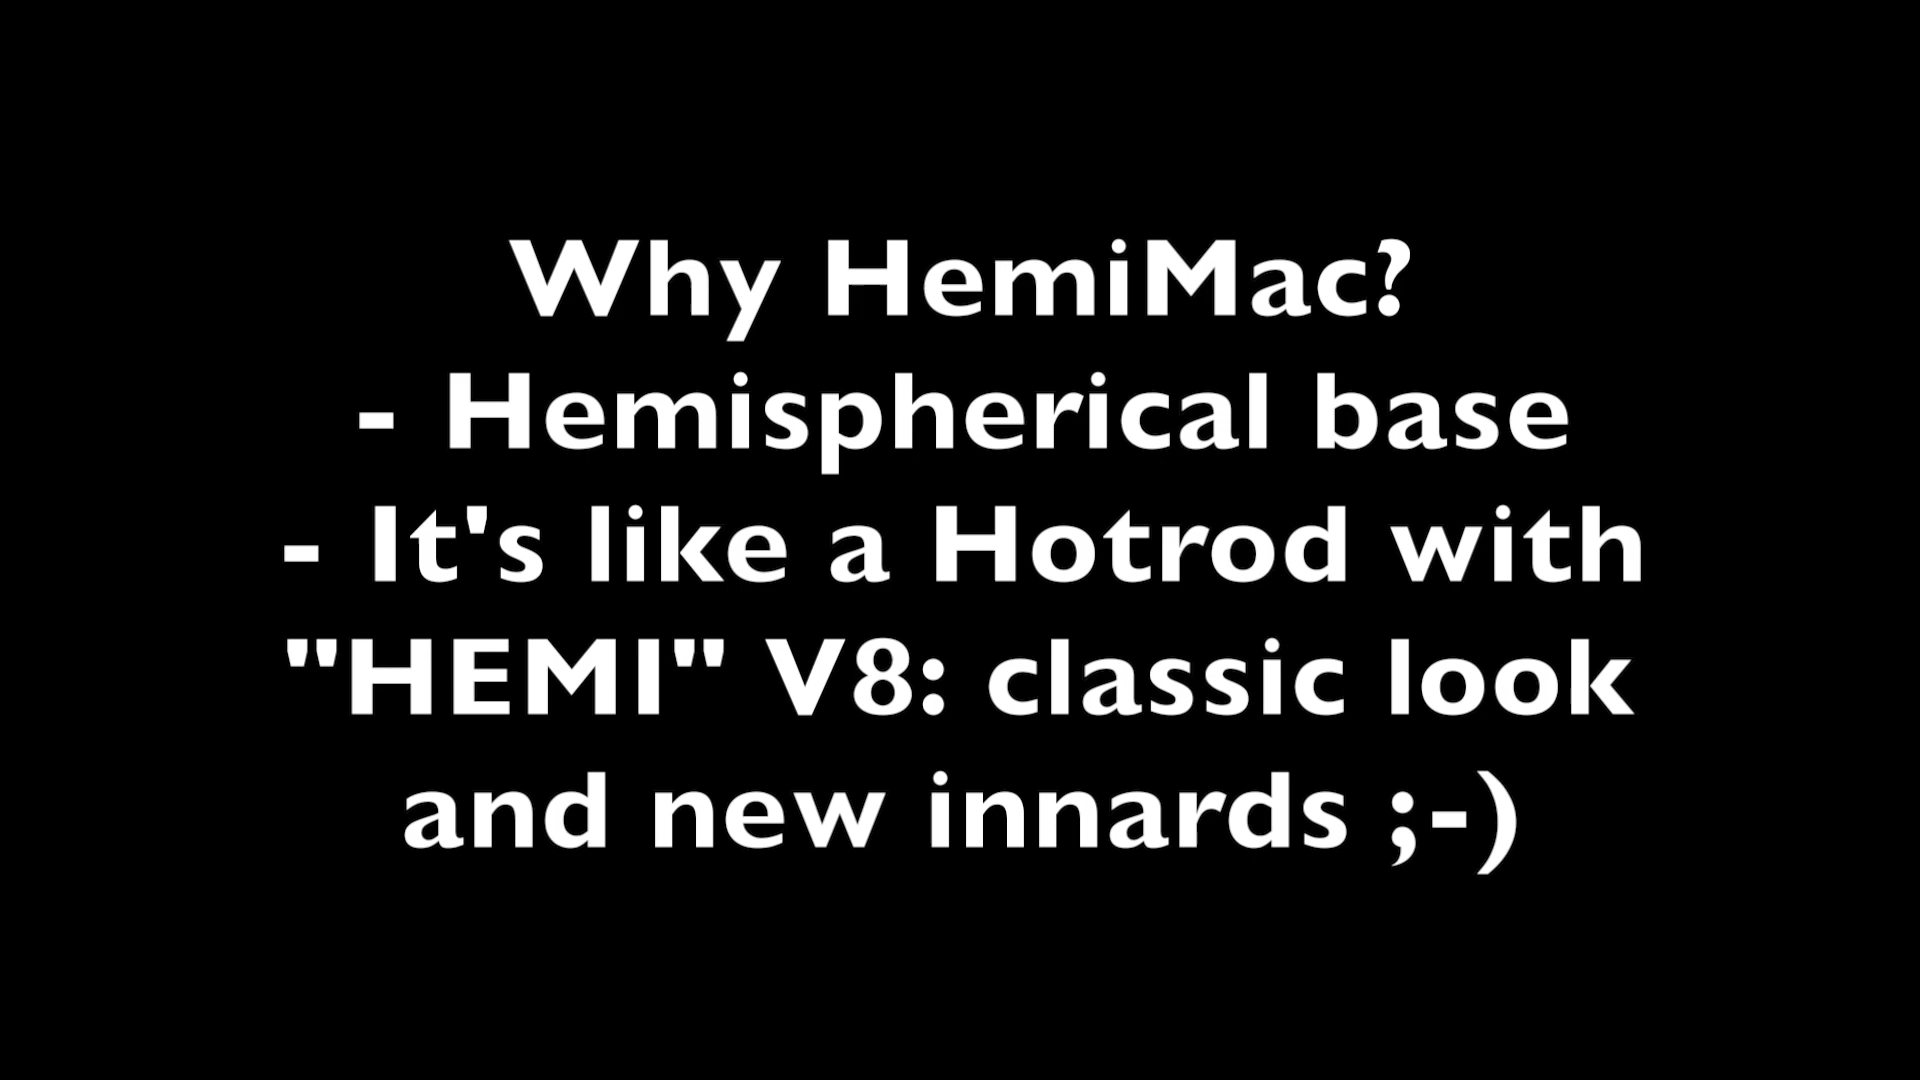 Why HemiMac?
- Hemispherical base
- It's like a Hotrod with
"HEMI" V8: classic look
and new innards ;-)